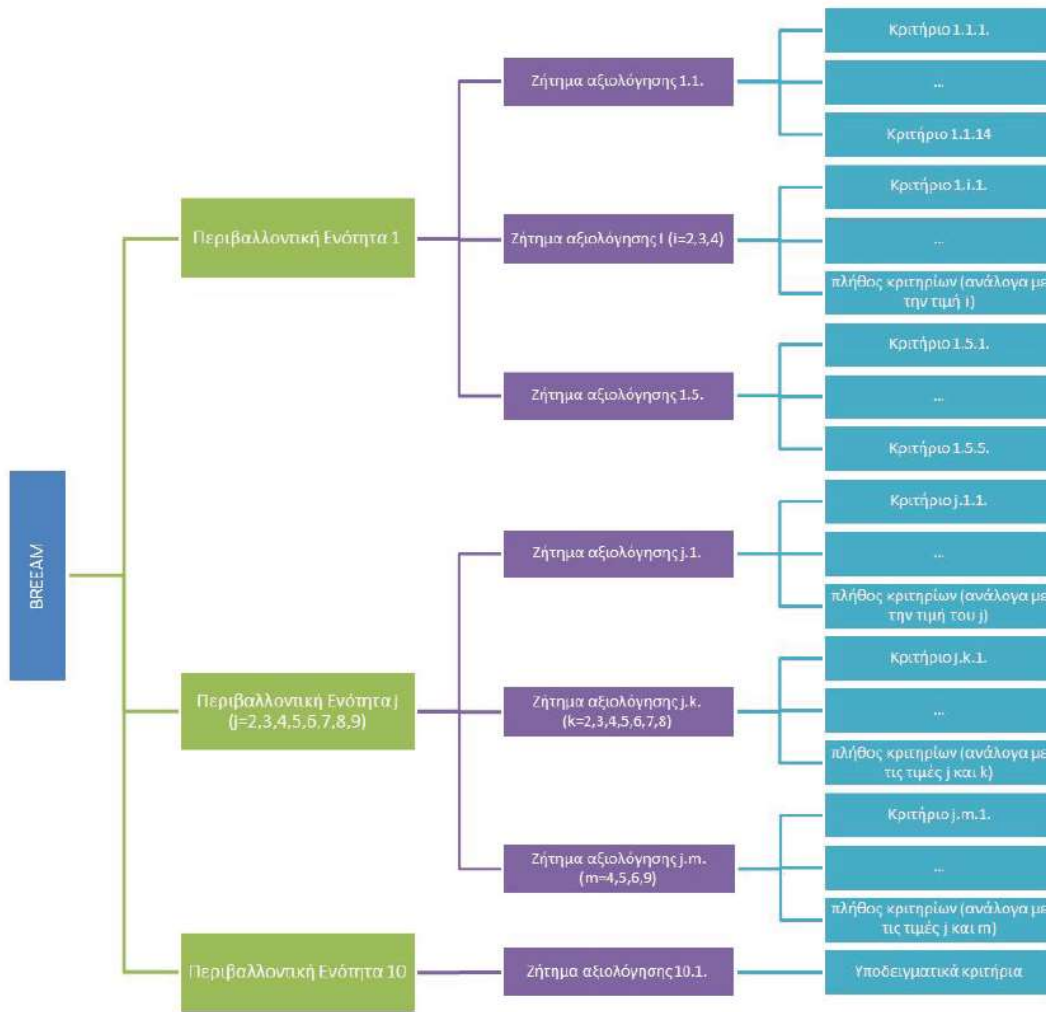 Κριτήριο 1.1.1.
...
Ζήτημα αξιολόγησης 1.1.
Κριτήριο 1.1.14
Κριτήριο 1.i.1.
Περιβαλλοντική Ενότητα 1
Ζήτημα αξιολόγησης I (i=2,3,4)
...
πλήθος κριτηρίων (ανάλογα με
την τιμή i)
Κριτήριο 1.5.1.
Ζήτημα αξιολόγησης 1.5.
...
Κριτήριο 1.5.5.
BREEAM
Κριτήριο j.1.1.
Ζήτημα αξιολόγησης j.1.
...
πλήθος κριτηρίων (ανάλογα με
την τιμή του j)
Κριτήριο j.k.1.
Περιβαλλοντική Ενότητα j
(j=2,3,4,5,6,7,8,9)
Ζήτημα αξιολόγησης j.k.
(k=2,3,4,5,6,7,8)
...
πλήθος κριτηρίων (ανάλογα με
τις τιμές j και k)
Κριτήριο j.m.1.
Ζήτημα αξιολόγησης j.m.
(m=4,5,6,9)
...
πλήθος κριτηρίων (ανάλογα με
τις τιμές j και m)
Περιβαλλοντική Ενότητα 10
Ζήτημα αξιολόγησης 10.1.
Υποδειγματικά κριτήρια